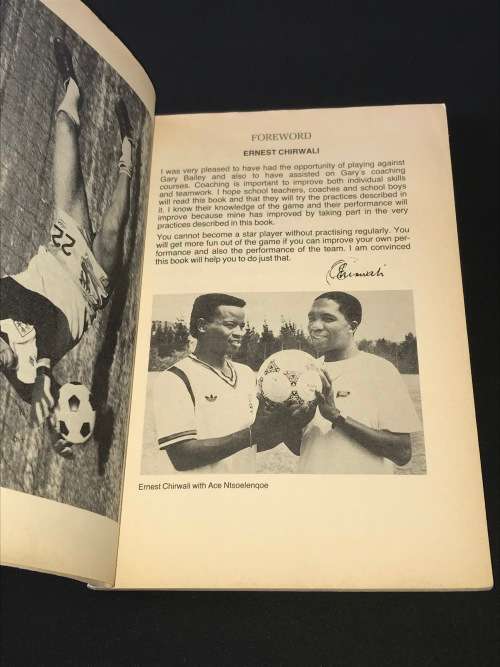 FOREWORD
ERNEST CHIRWALI
I was very pleased to have had the opportunity of playing against
Gary Bailey and also to have assisted on Gary's coaching
courses. Coaching is important to improve both individual skills
and teamwork. I hope school teachers, coaches and school boys
will read this book and that they will try the practices described in
it. I know their knowledge of the game and their performance will
improve because mine has improved by taking part in the very
practices described in this book.
You cannot become a star player without practising regularly. You
will get more fun out of the game if you can improve your own per-
formance and also the performance of the team. I am convinced
this book will help you to do just that.
EChirwali
Ernest Chirwali with Ace Ntsoelenqoe
22